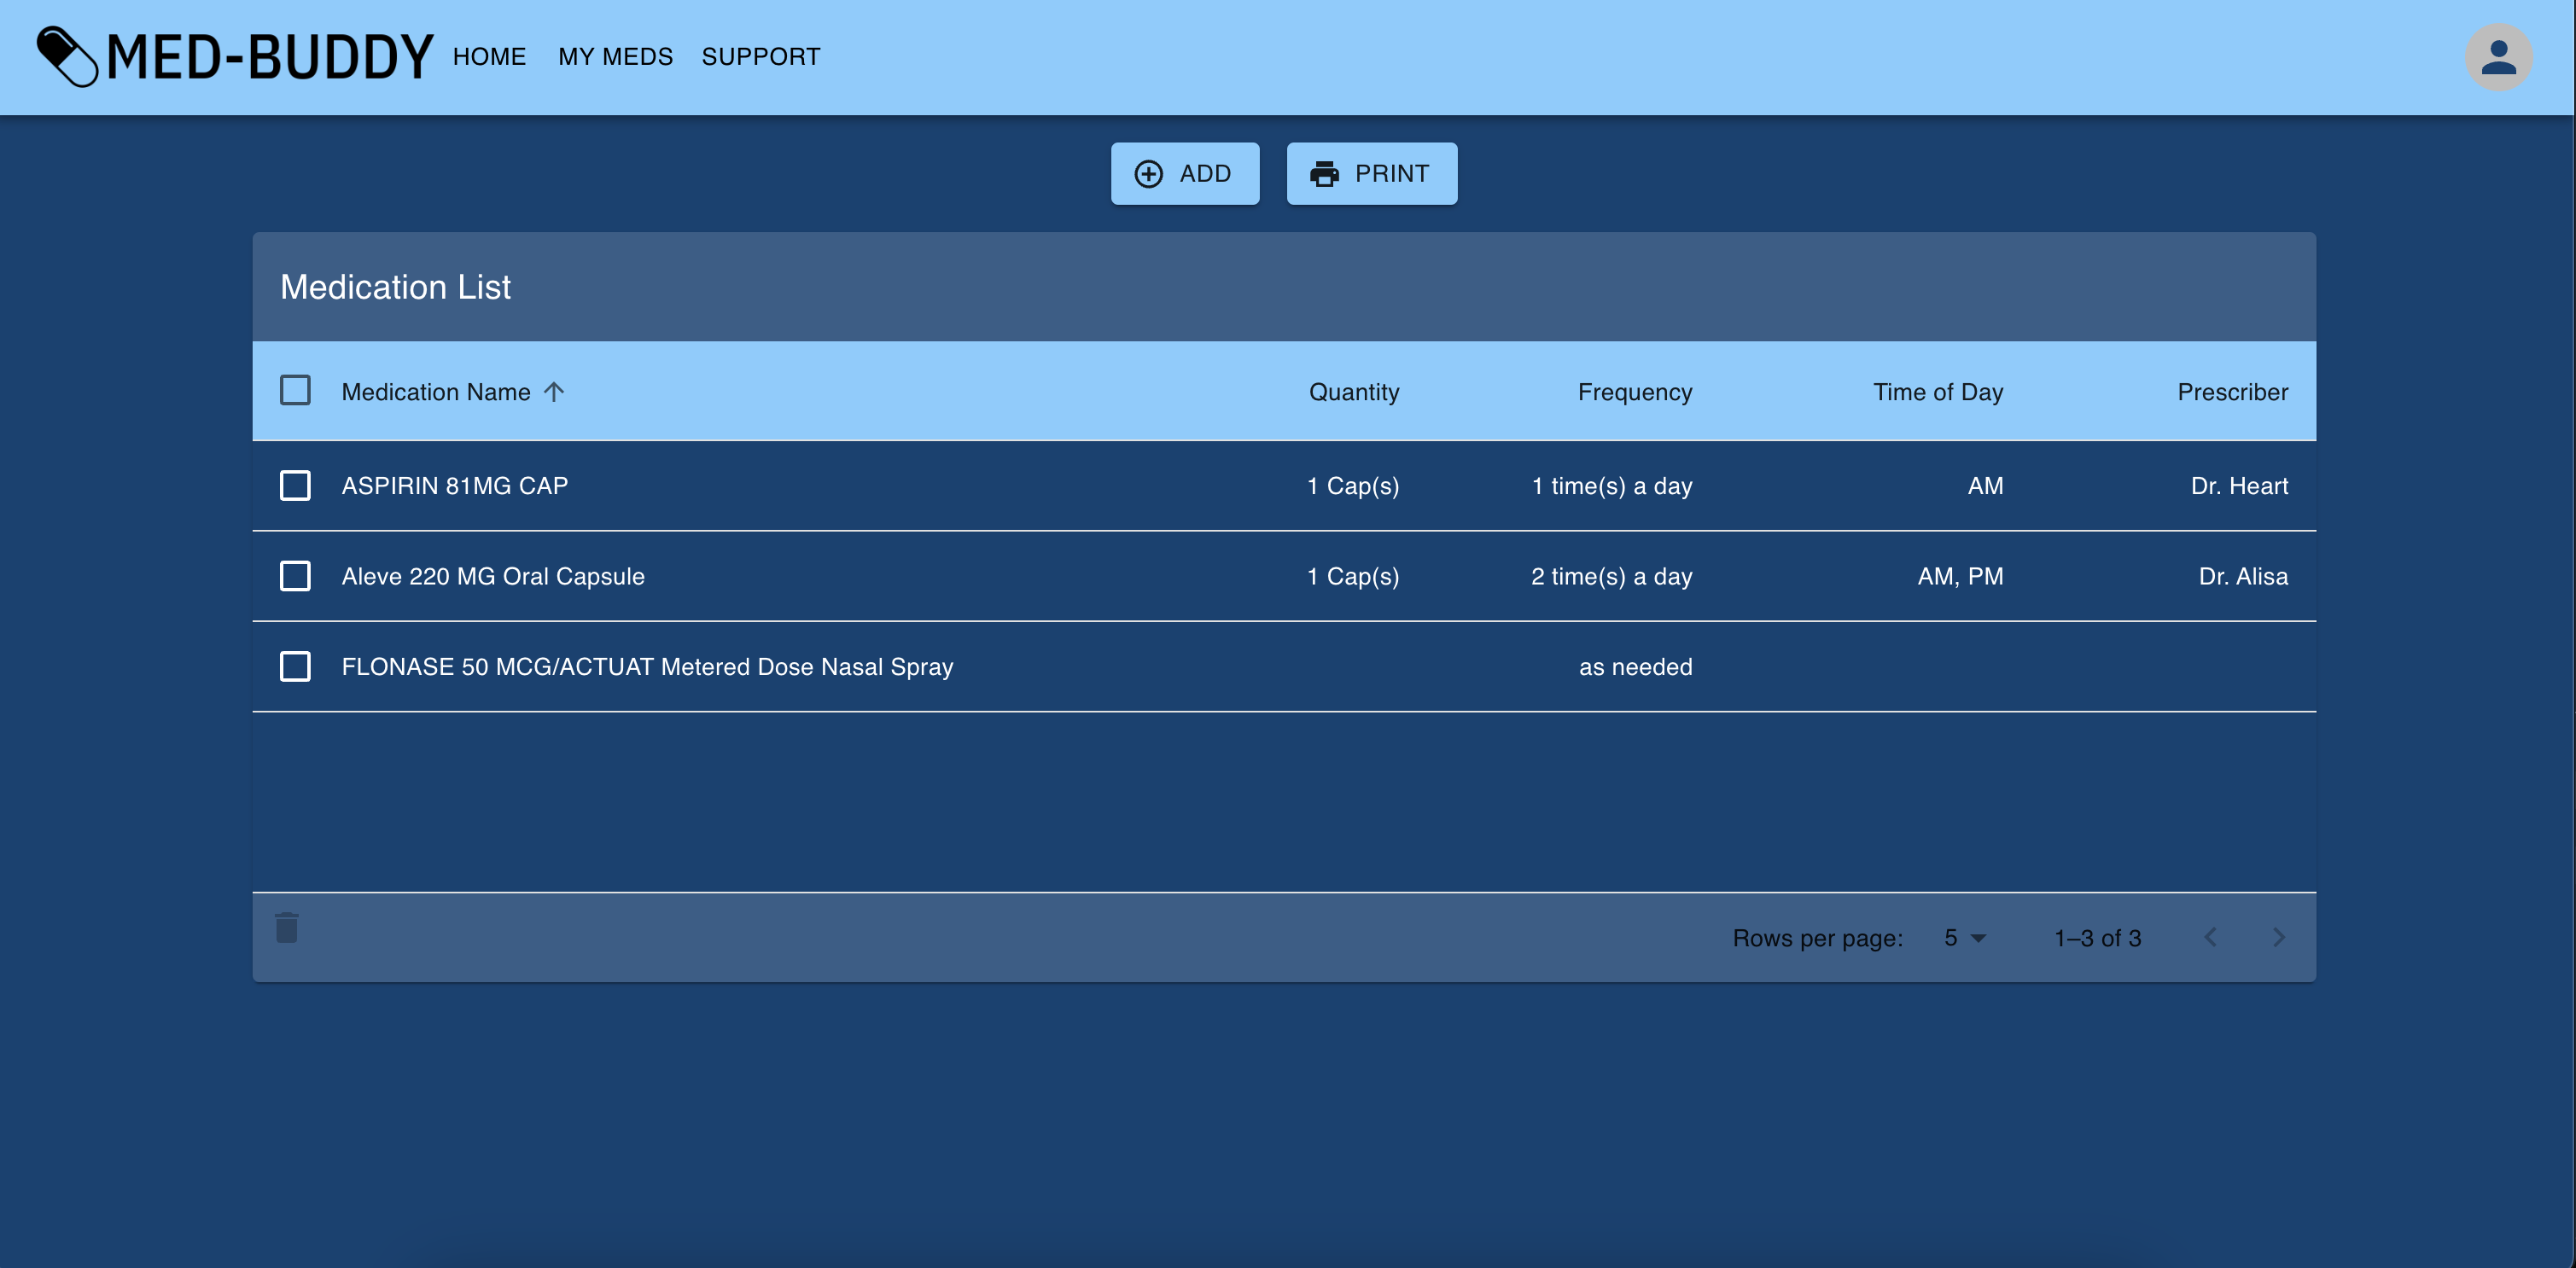 MED-BUDDY HOME MY MEDS SUPPORT
ADD PRINT
Medication List
Medication Name Quantity Frequency Time of Day Prescriber
ASPIRIN 81MG CAP 1 Cap(s) 1 time(s) a day AM Dr. Heart
Aleve 220 MG Oral Capsule 1 Cap(s) 2 time(s) a day AM, PM Dr. Alisa
FLONASE 50 MCG/ACTUAT Metered Dose Nasal Spray as needed
Rows per page: 5 1–3 of 3